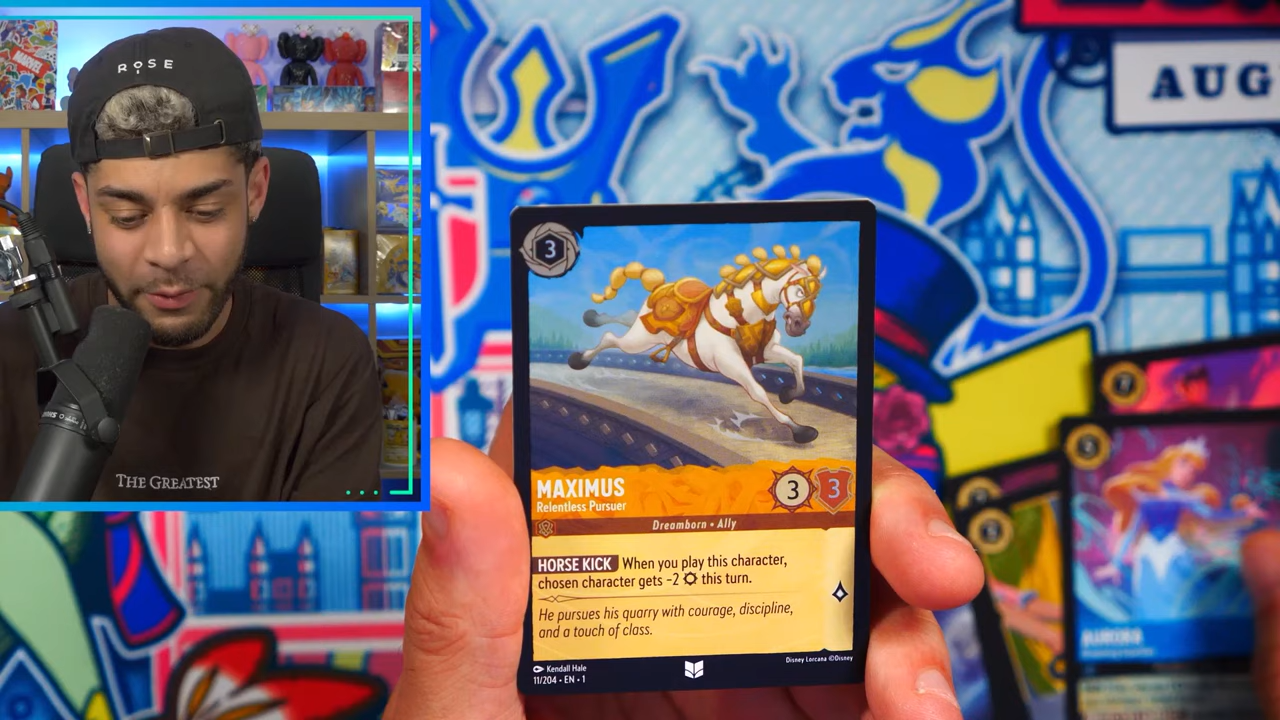 ROSE
MARVEL
THE GREATEST
AUG
3
MAXIMUS
3
3
Relentless Pursuer
Dreamborn • Ally
HORSE KICK When you play this character,
chosen character gets -2 this turn.
He pursues his quarry with courage, discipline,
and a touch of class.
Kendall Hale
11/204 • EN • 1
Disney Lorcana ©Disney
AURORA